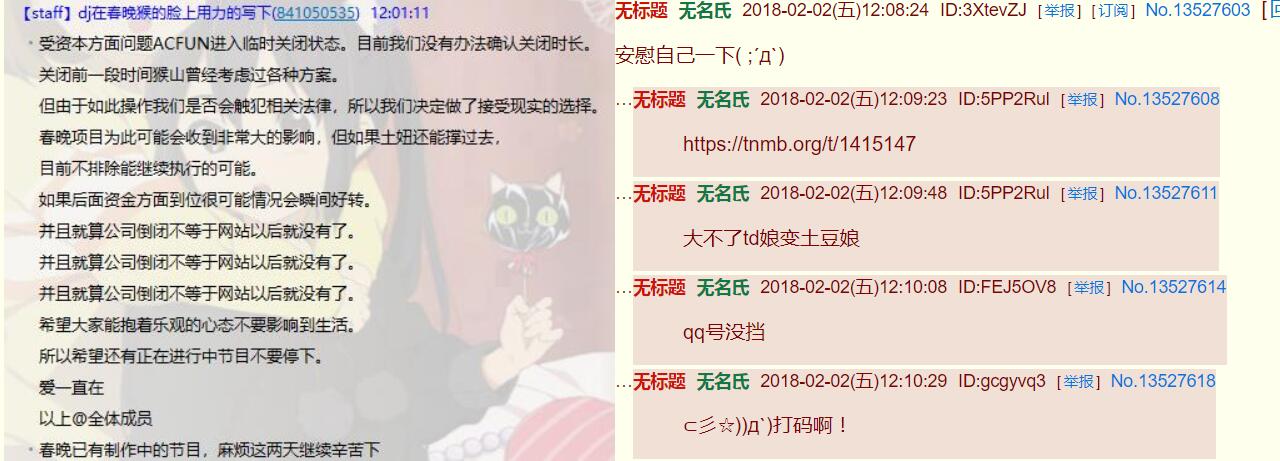 【staff】dj在春晚猴的脸上用力的写下(841050535) 12:01:11
·受资本方面问题ACFUN进入临时关闭状态。目前我们没有办法确认关闭时长。
关闭前一段时间猴山曾经考虑过各种方案。
但由于如此操作我们是否会触犯相关法律，所以我们决定做了接受现实的选择。
春晚项目为此可能会收到非常大的影响，但如果土妞还能撑过去，
目前不排除能继续执行的可能。
如果后面资金方面到位很可能情况会瞬间好转。
并且就算公司倒闭不等于网站以后就没有了。
并且就算公司倒闭不等于网站以后就没有了。
并且就算公司倒闭不等于网站以后就没有了。
希望大家能抱着乐观的心态不要影响到生活。
所以希望还有正在进行中节目不要停下。
爱一直在
以上@全体成员
·春晚已有制作中的节目，麻烦这两天继续辛苦下
无标题 无名氏 2018-02-02(五)12:08:24 ID:3XtevZJ [举报] [订阅] No.13527603 [
安慰自己一下( ;´д`)
…无标题 无名氏 2018-02-02(五)12:09:23 ID:5PP2Rul [举报] No.13527608
https://tnmb.org/t/1415147
…无标题 无名氏 2018-02-02(五)12:09:48 ID:5PP2Rul [举报] No.13527611
大不了td娘变土豆娘
…无标题 无名氏 2018-02-02(五)12:10:08 ID:FEJ5OV8 [举报] No.13527614
qq号没挡
…无标题 无名氏 2018-02-02(五)12:10:29 ID:gcgyvq3 [举报] No.13527618
⊂彡☆))д`)打码啊！